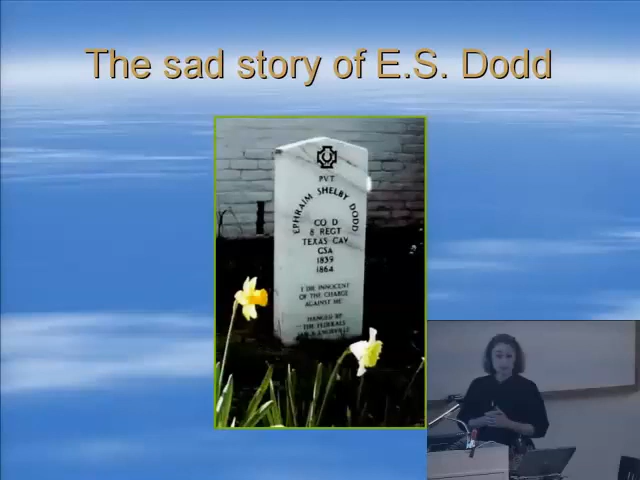 The sad story of E.S. Dodd
PVT
EPHRAIM SHELBY DODD
CO D
8 REGT
TEXAS CAV
CSA
1839
1864
I DIE INNOCENT
OF THE CHARGE
AGAINST ME
HANGED BY
THE FEDERALS